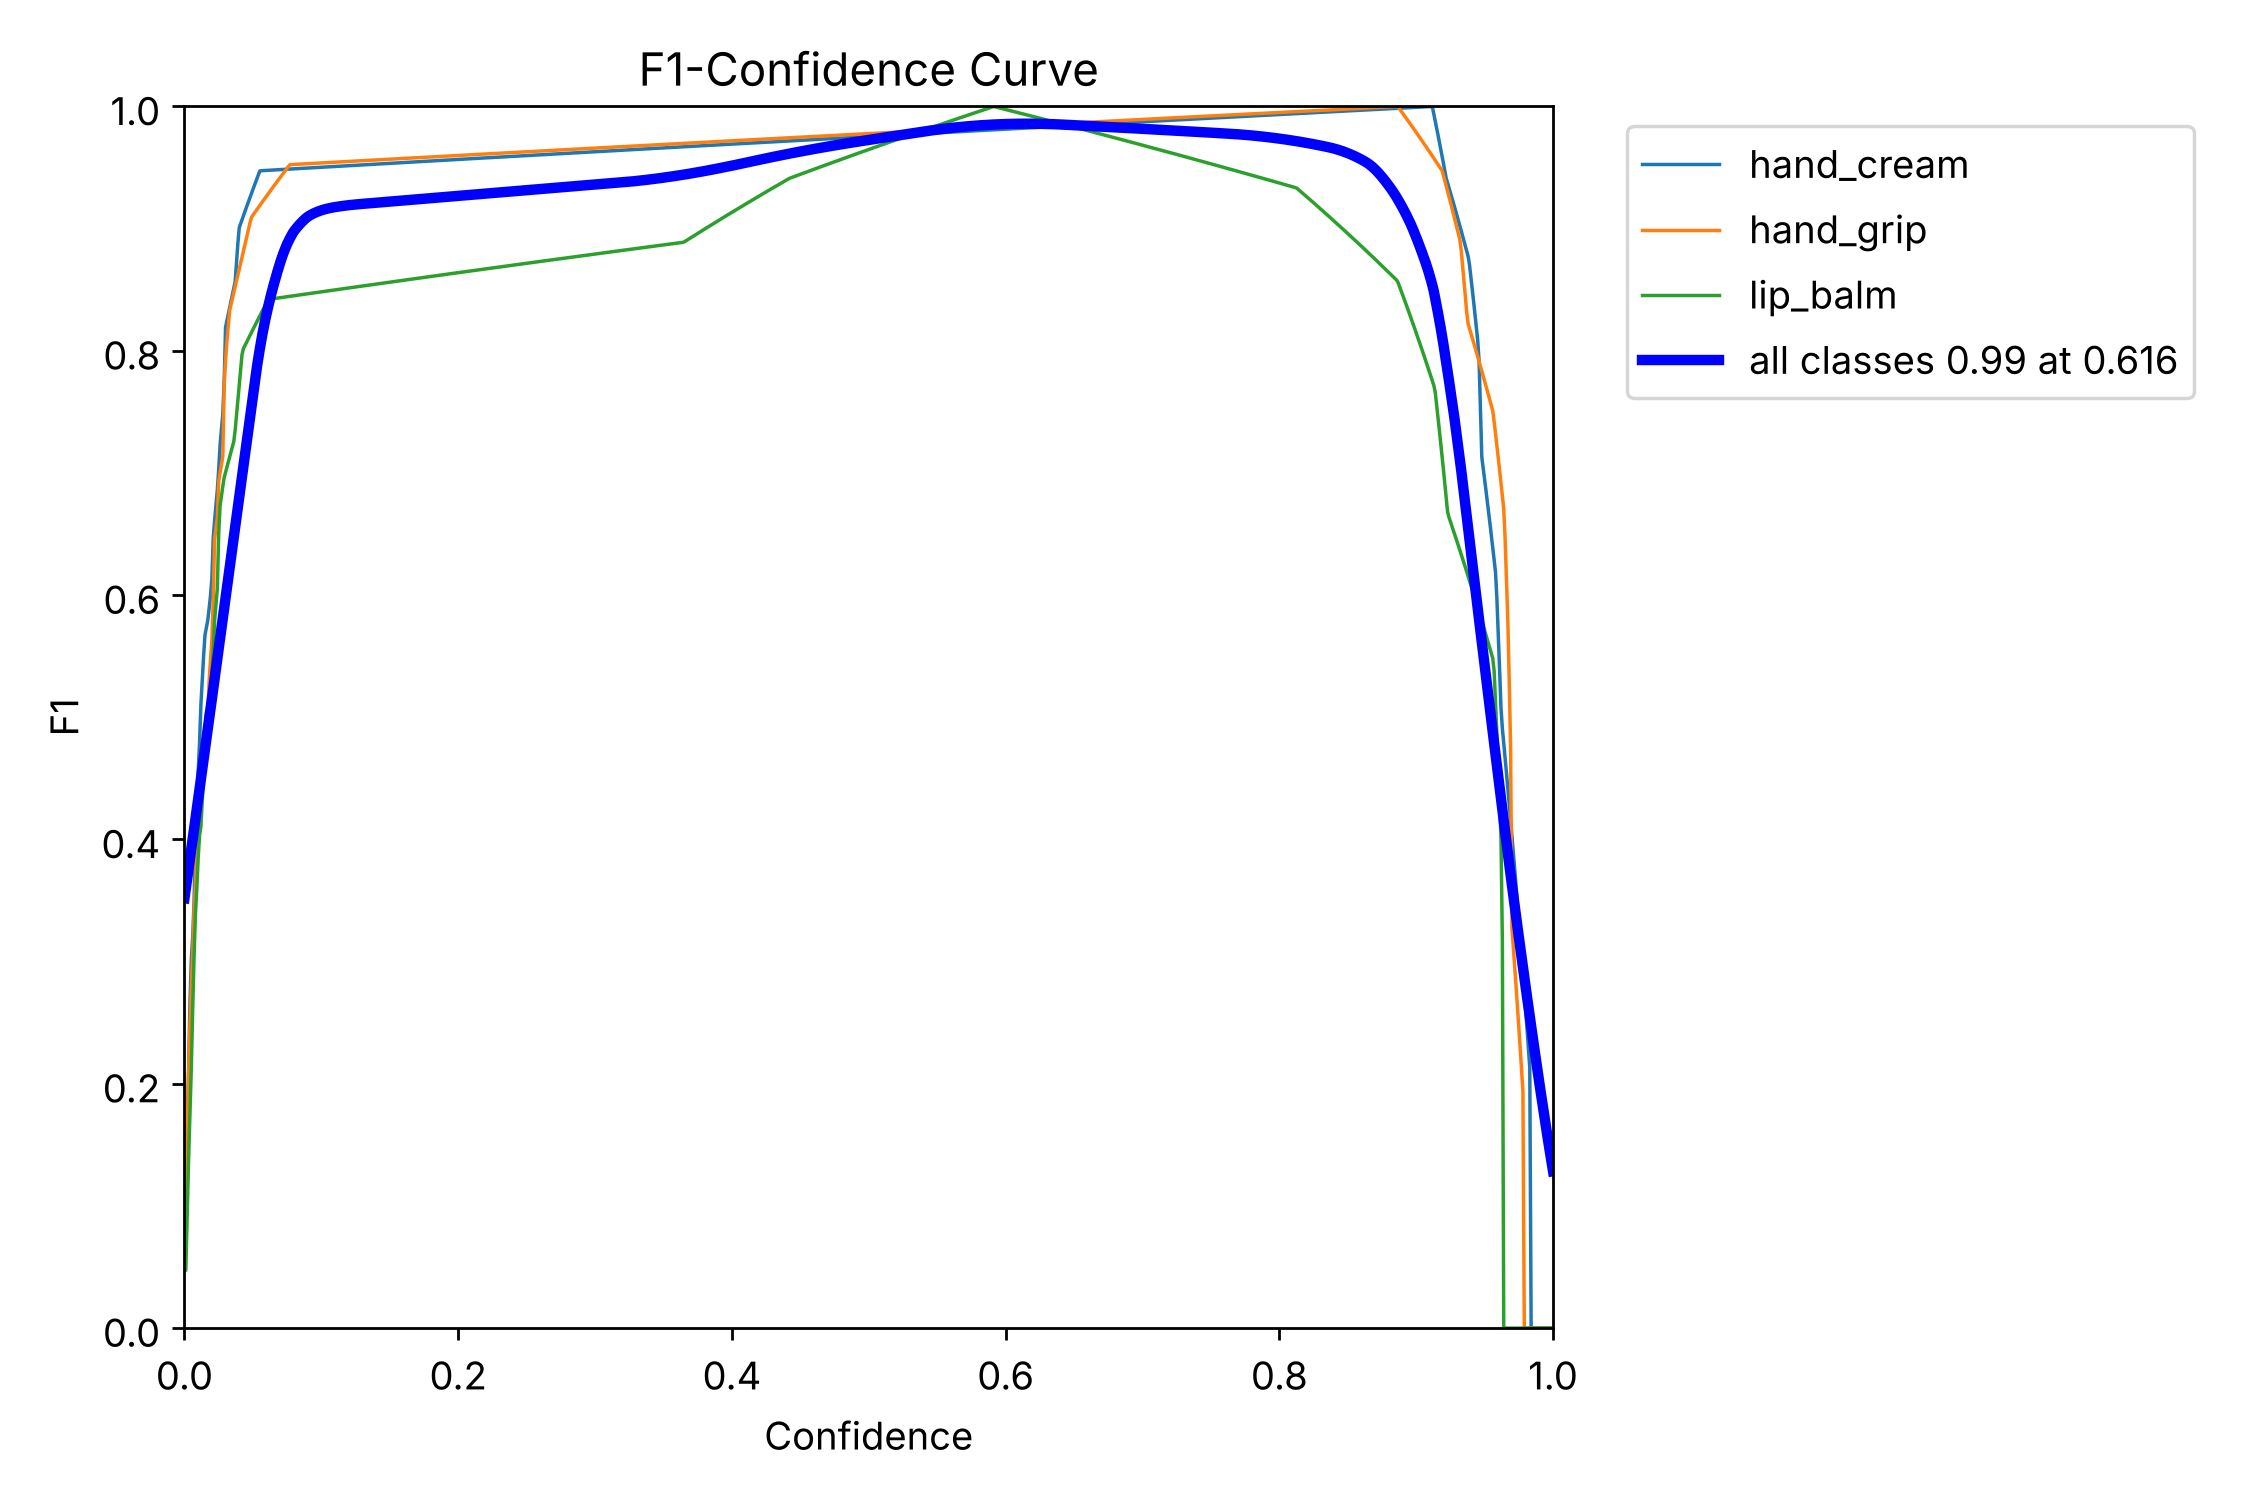 F1-Confidence Curve
1.0
0.8
0.6
0.4
0.2
0.0
F1
0.0 0.2 0.4 0.6 0.8 1.0
Confidence
hand_cream
hand_grip
lip_balm
all classes 0.99 at 0.616